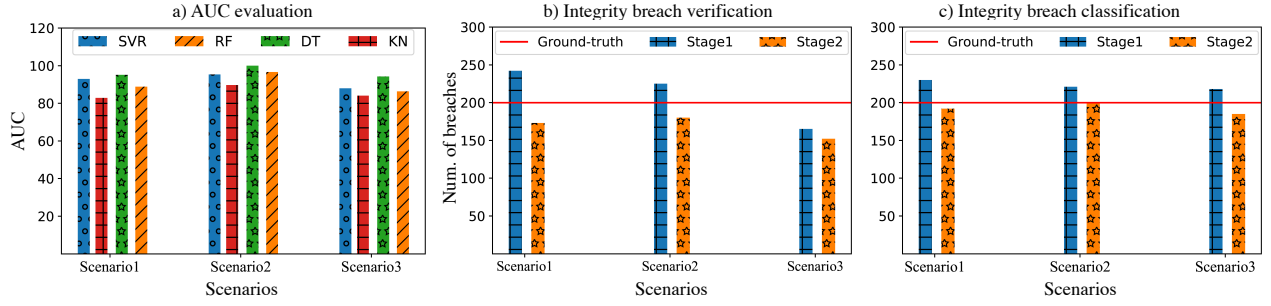 a) AUC evaluation
120
100
80
60
40
20
AUC
SVR RF DT KN
Scenario1 Scenario2 Scenario3
Scenarios
b) Integrity breach verification
300
250
200
150
100
50
Num. of breaches
Ground-truth Stage1 Stage2
Scenario1 Scenario2 Scenario3
Scenarios
c) Integrity breach classification
300
250
200
150
100
50
Ground-truth Stage1 Stage2
Scenario1 Scenario2 Scenario3
Scenarios